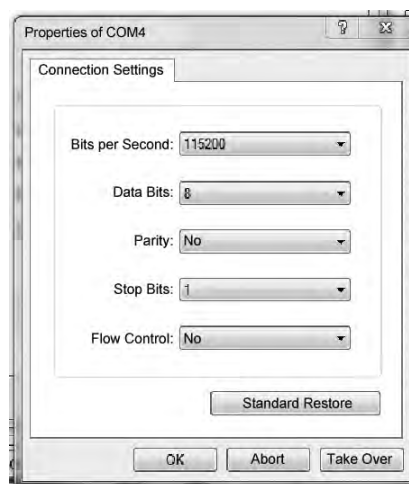 Properties of COM4
Connection Settings
Bits per Second: 115200
Data Bits: 8
Parity: No
Stop Bits: 1
Flow Control: No
Standard Restore
OK Abort Take Over